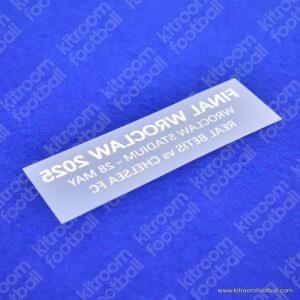 FINAL WROCLAW 2025
WROCLAW STADIUM - 28 MAY
REAL BETIS vs CHELSEA FC
kitroom
football
www.kitroomfootball.com